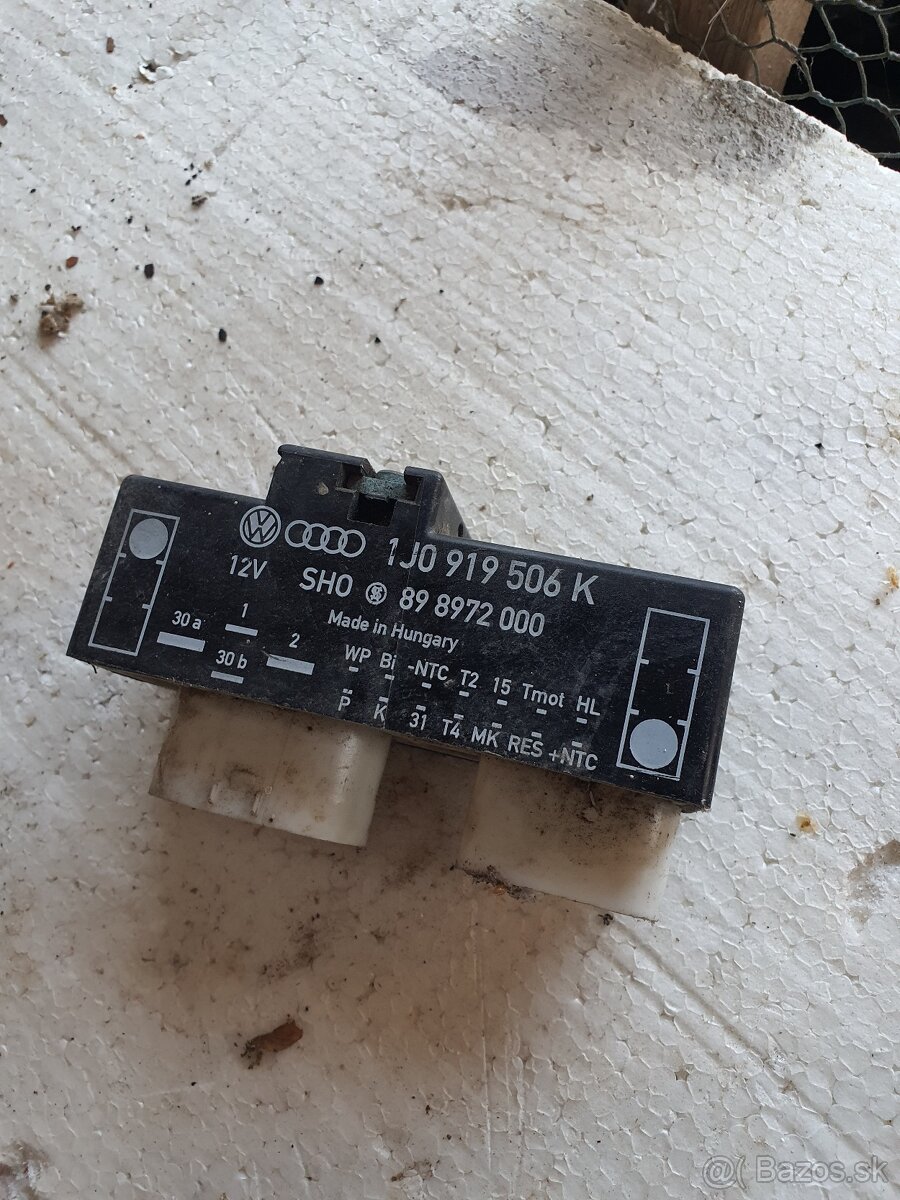 1J0 919 506 K
12V SHO 89 8972 000
Made in Hungary
30 a 1 30 b 2
WP Bi -NTC T2 15 Tmot HL
P K 31 T4 MK RES +NTC
@( Bazos.sk